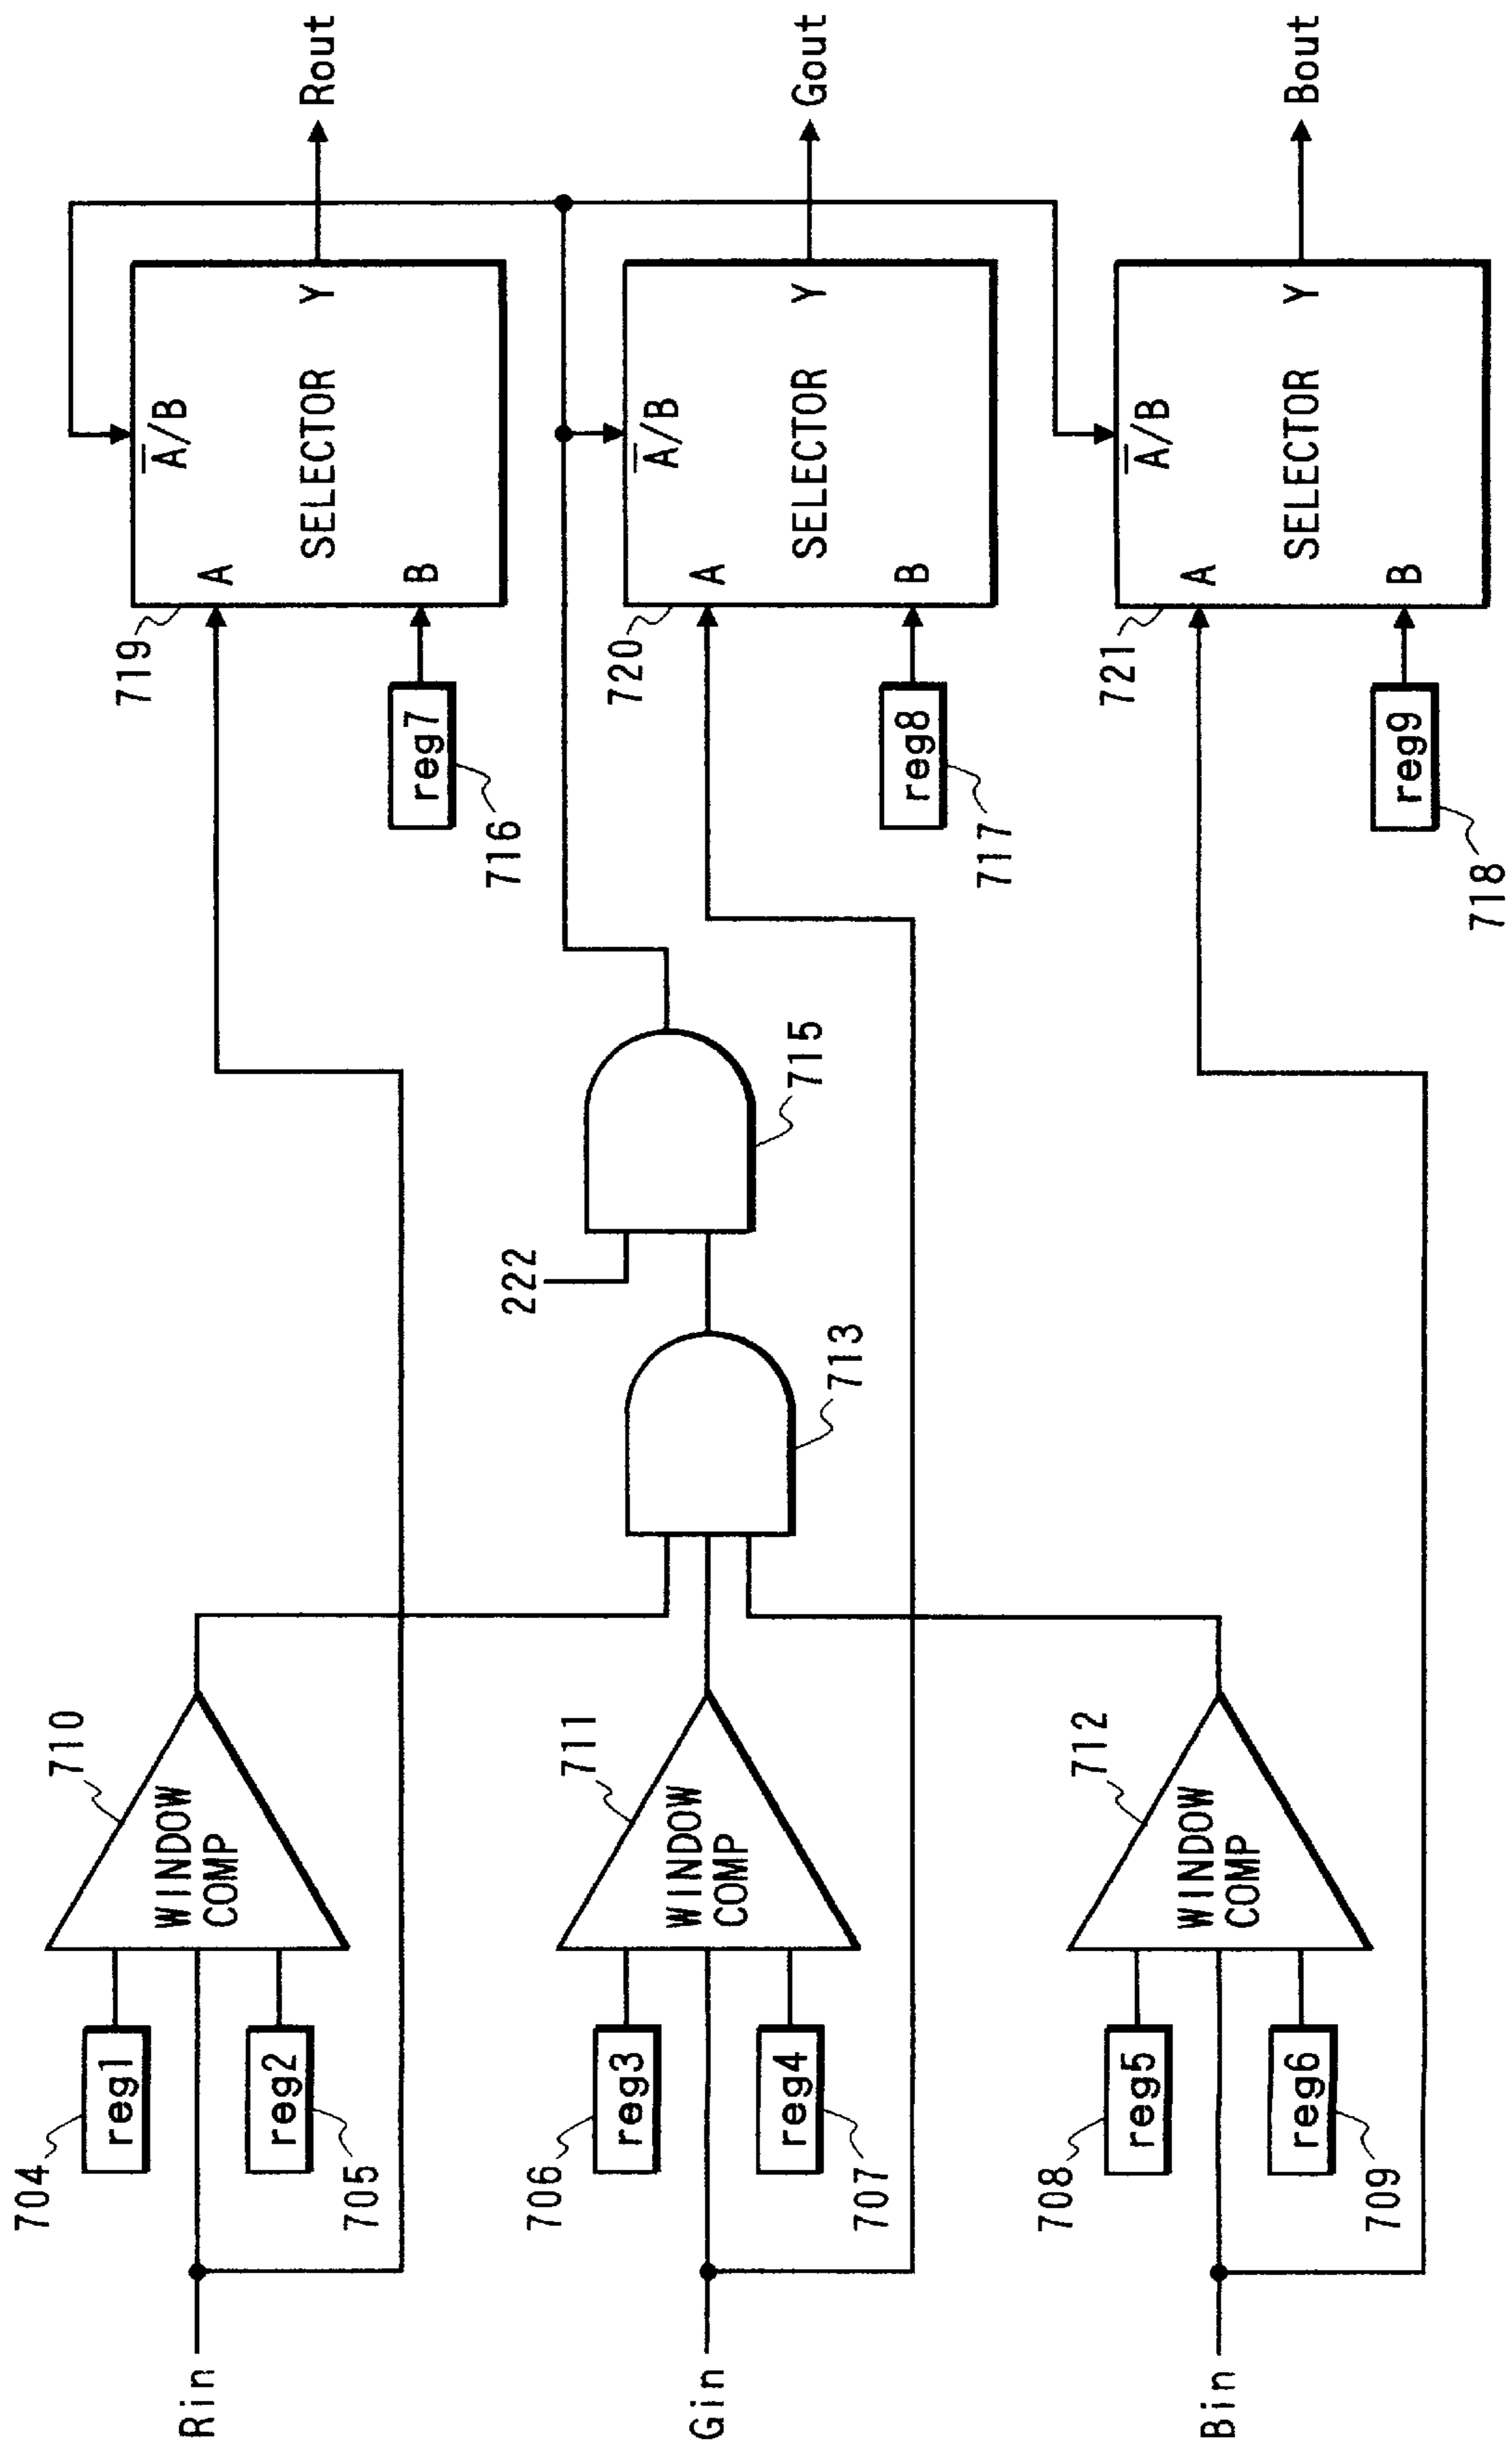 Rin
704
reg1
reg2
705
710
WINDOW
COMP
719
A
B
A̅/B
SELECTOR
Y
Rout
reg7
716
Gin
706
reg3
reg4
707
711
WINDOW
COMP
713
222
715
720
A
B
A̅/B
SELECTOR
Y
Gout
reg8
717
Bin
708
reg5
reg6
709
712
WINDOW
COMP
721
A
B
A̅/B
SELECTOR
Y
Bout
reg9
718